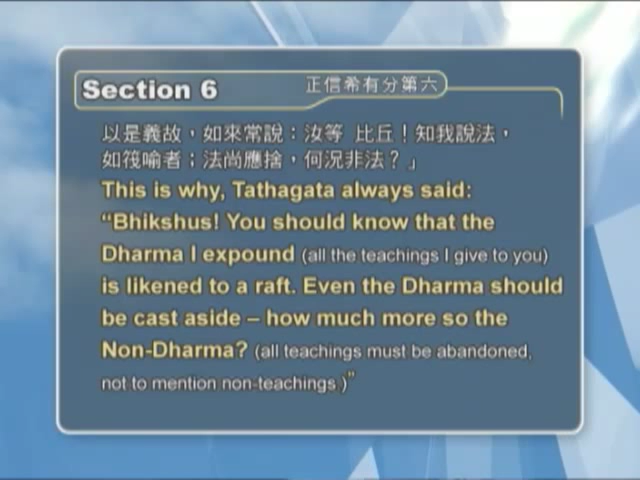 Section 6
正信希有分第六
以是義故，如來常說：汝等 比丘！知我說法，
如筏喻者；法尚應捨，何況非法？」
This is why, Tathagata always said:
“Bhikshus! You should know that the
Dharma I expound (all the teachings I give to you)
is likened to a raft. Even the Dharma should
be cast aside – how much more so the
Non-Dharma? (all teachings must be abandoned,
not to mention non-teachings )”